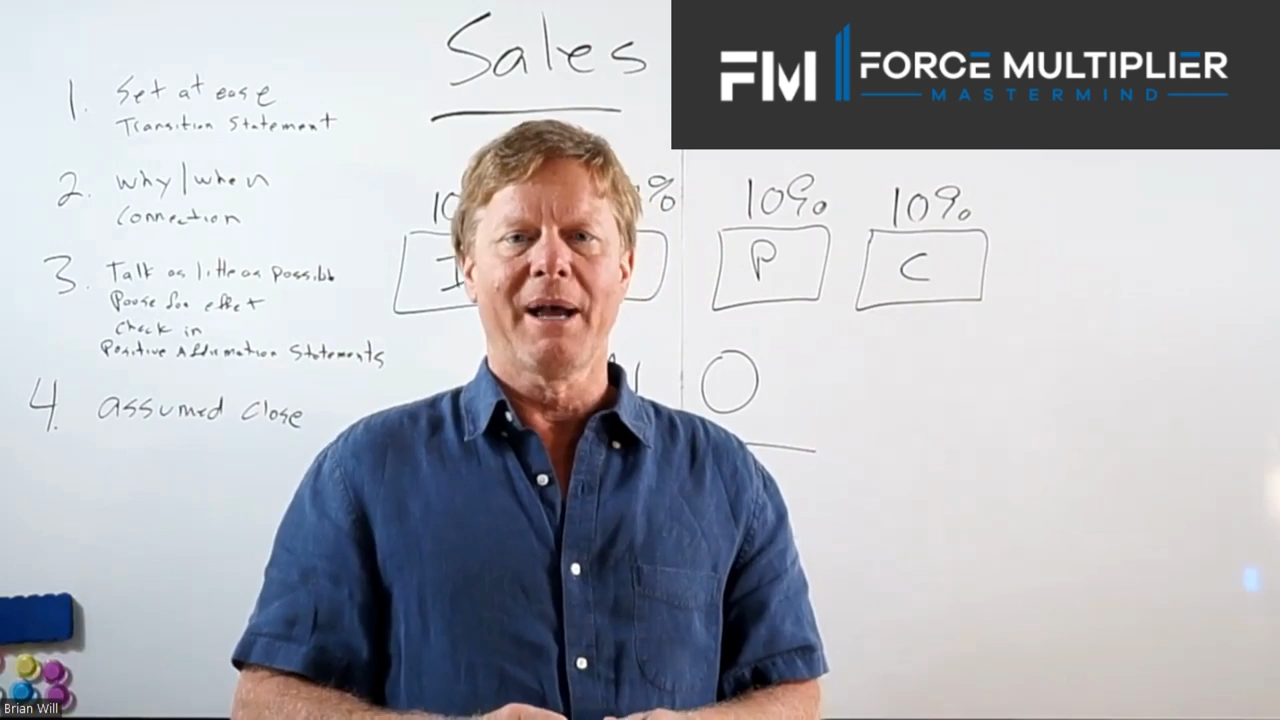 Sales
FM FORCE MULTIPLIER
MASTERMIND
1. Set at ease
Transition Statement
2. Why/when
connection
3. Talk as little as possible
Pause for effect
Check in
Positive Affirmation Statements
4. assumed close
10
%
10%
10%
I
P
C
Brian Will